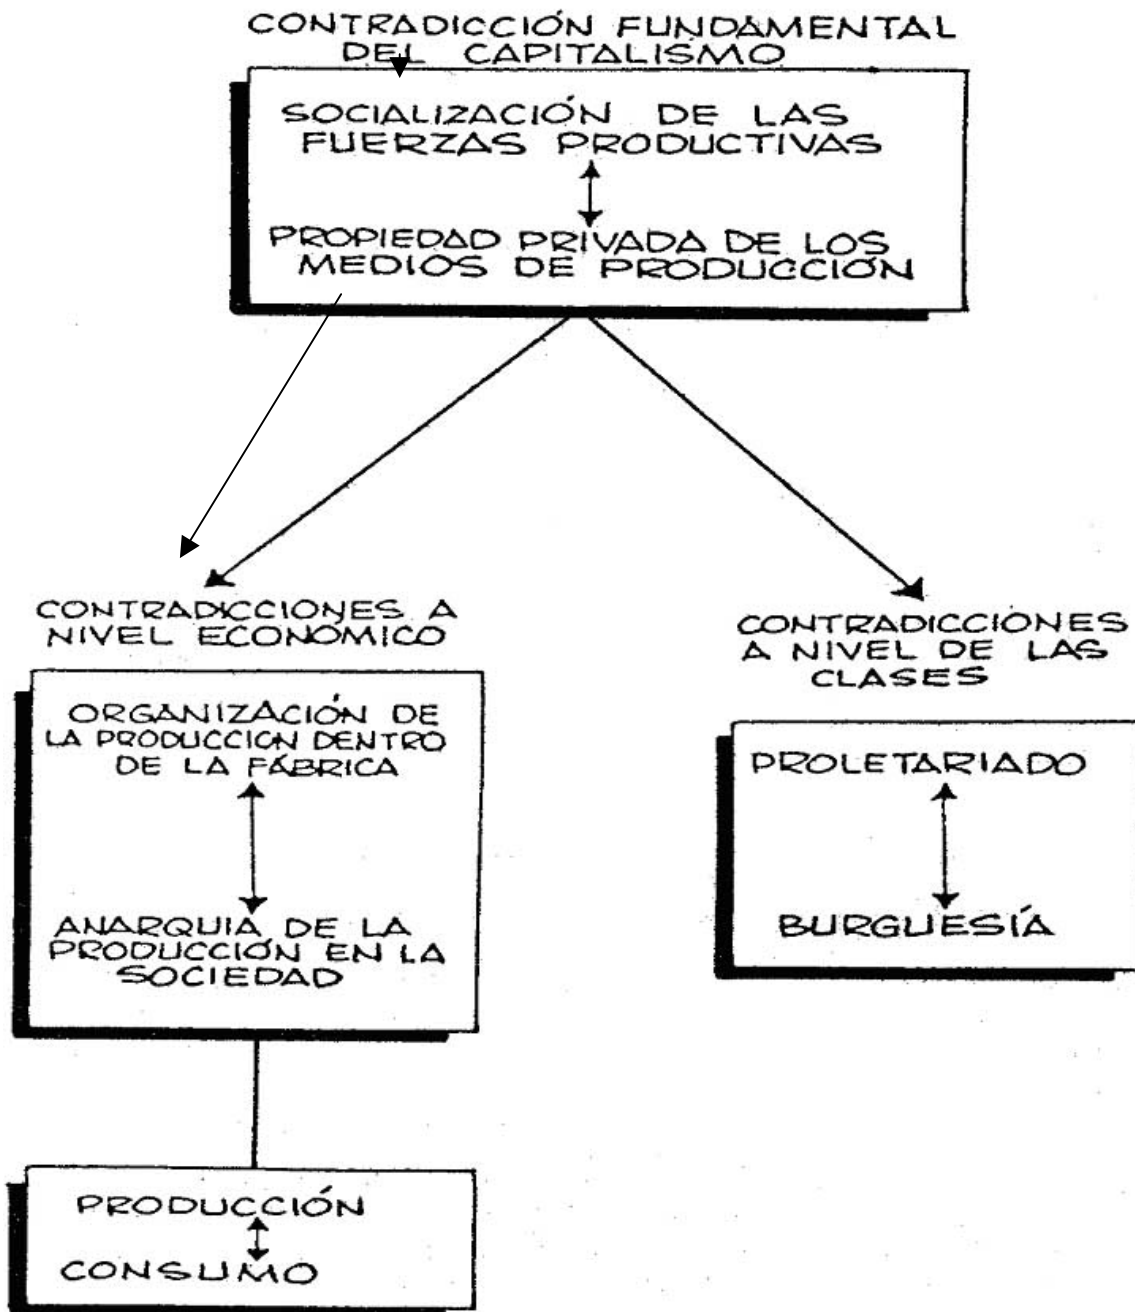 CONTRADICCIÓN FUNDAMENTAL
DEL CAPITALISMO
SOCIALIZACIÓN DE LAS
FUERZAS PRODUCTIVAS
PROPIEDAD PRIVADA DE LOS
MEDIOS DE PRODUCCIÓN
CONTRADICCIONES A
NIVEL ECONÓMICO
ORGANIZACIÓN DE
LA PRODUCCION DENTRO
DE LA FÁBRICA
ANARQUIA DE LA
PRODUCCIÓN EN LA
SOCIEDAD
PRODUCCIÓN
CONSUMO
CONTRADICCIONES
A NIVEL DE LAS
CLASES
PROLETARIADO
BURGUESÍA